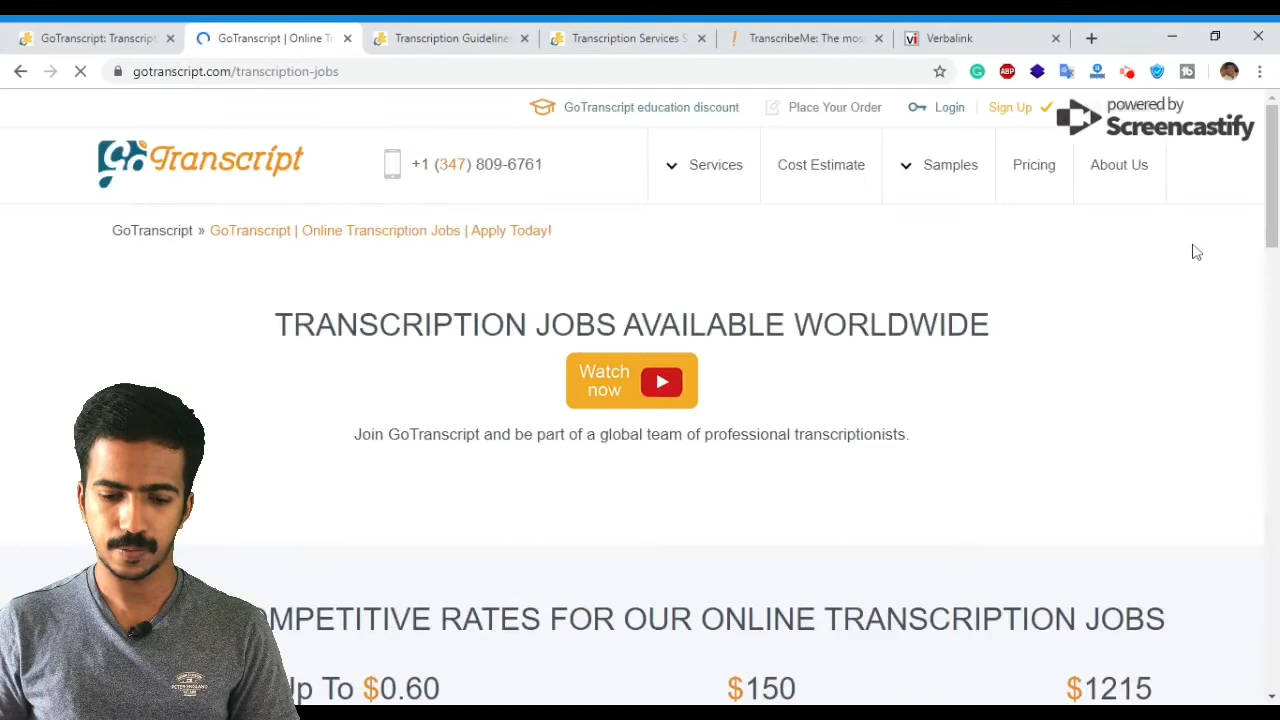 GoTranscript: Transcript
GoTranscript | Online Tr
Transcription Guideline
Transcription Services S
TranscribeMe: The mos
Verbalink
gotranscript.com/transcription-jobs
GoTranscript education discount
Place Your Order
Login
Sign Up
powered by
Screencastify
GoTranscript
+1 (347) 809-6761
Services
Cost Estimate
Samples
Pricing
About Us
GoTranscript » GoTranscript | Online Transcription Jobs | Apply Today!
TRANSCRIPTION JOBS AVAILABLE WORLDWIDE
Watch
now
Join GoTranscript and be part of a global team of professional transcriptionists.
OMPETITIVE RATES FOR OUR ONLINE TRANSCRIPTION JOBS
Up To $0.60
$150
$1215
PETER ENGLAND